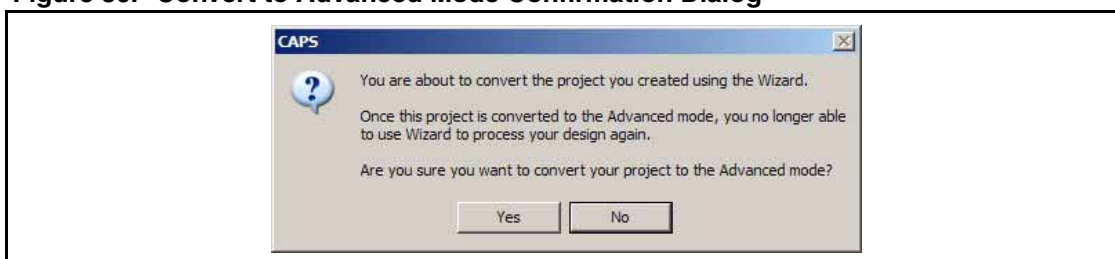 Convert to Advanced Mode Confirmation Dialog
CAPS
You are about to convert the project you created using the Wizard.
Once this project is converted to the Advanced mode, you no longer able
to use Wizard to process your design again.
Are you sure you want to convert your project to the Advanced mode?
Yes
No